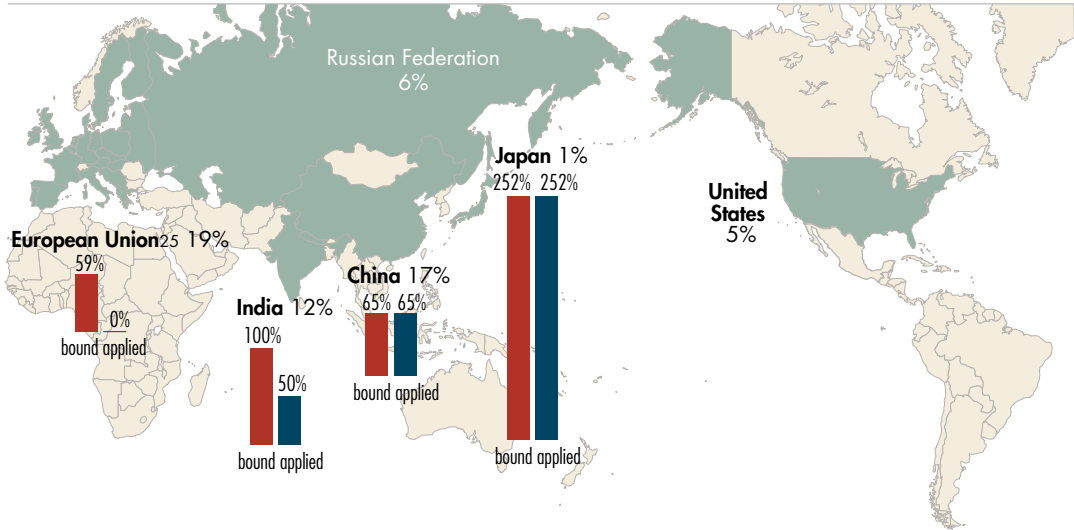 Russian Federation
6%
Japan 1%
252% 252%
United
States
5%
European Union25 19%
59%
0%
bound applied
China 17%
65% 65%
bound applied
India 12%
100%
50%
bound applied
bound applied